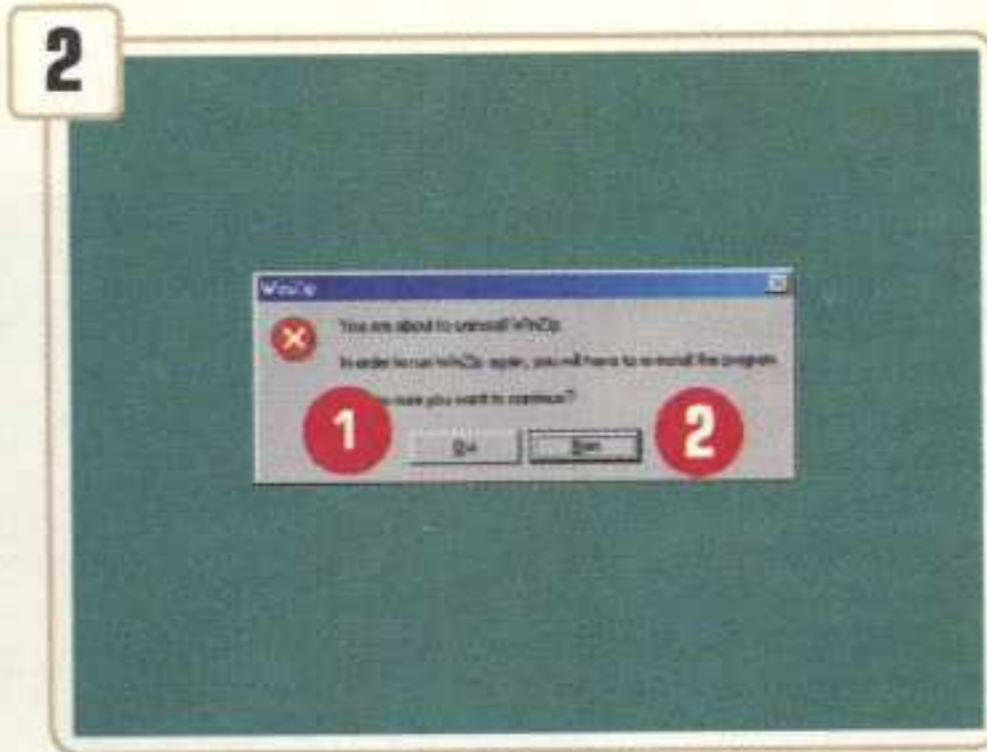 2
WinZip
You are about to uninstall WinZip.
In order to run WinZip again, you will have to re-install the program.
sure you want to continue?
1
2